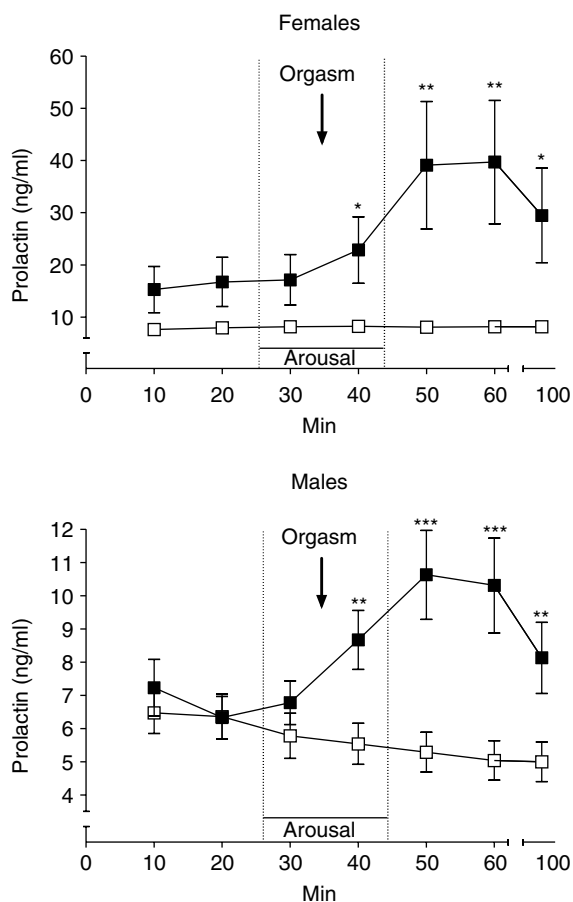 Females
60
Orgasm
** **
50
*
40
*
30
20
10
Prolactin (ng/ml)
Arousal
0 10 20 30 40 50 60 100
Min
Males
12
*** ***
Orgasm
11
10
** **
9
8
7
6
5
4
Prolactin (ng/ml)
Arousal
0 10 20 30 40 50 60 100
Min